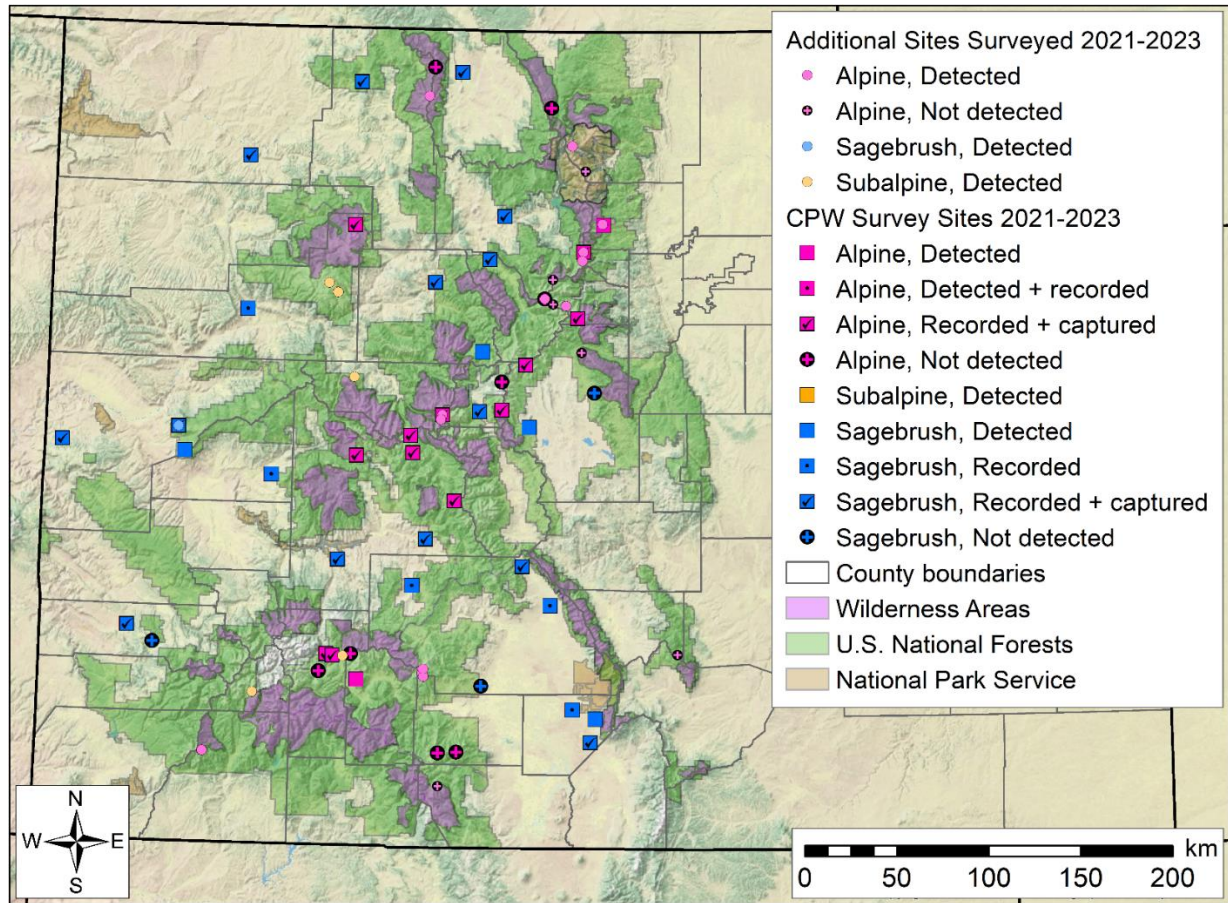 Additional Sites Surveyed 2021-2023
Alpine, Detected
Alpine, Not detected
Sagebrush, Detected
Subalpine, Detected
CPW Survey Sites 2021-2023
Alpine, Detected
Alpine, Detected + recorded
Alpine, Recorded + captured
Alpine, Not detected
Subalpine, Detected
Sagebrush, Detected
Sagebrush, Recorded
Sagebrush, Recorded + captured
Sagebrush, Not detected
County boundaries
Wilderness Areas
U.S. National Forests
National Park Service
N
W E
S
km
0 50 100 150 200